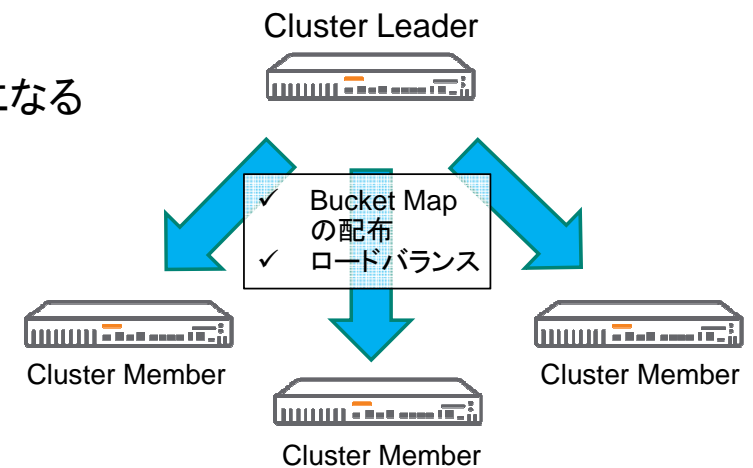 Cluster Leader
になる
✓ Bucket Map
の配布
✓ ロードバランス
Cluster Member
Cluster Member
Cluster Member